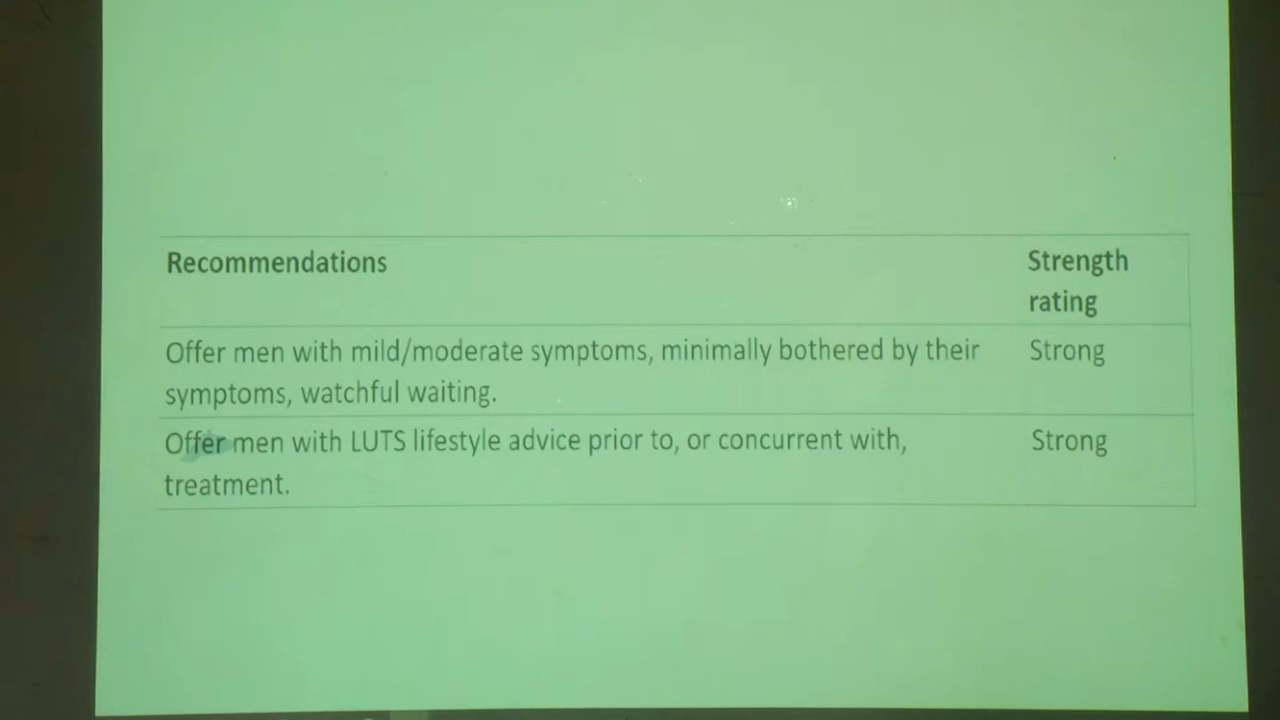 Recommendations
Strength
rating
Offer men with mild/moderate symptoms, minimally bothered by their
symptoms, watchful waiting.
Strong
Offer men with LUTS lifestyle advice prior to, or concurrent with,
treatment.
Strong